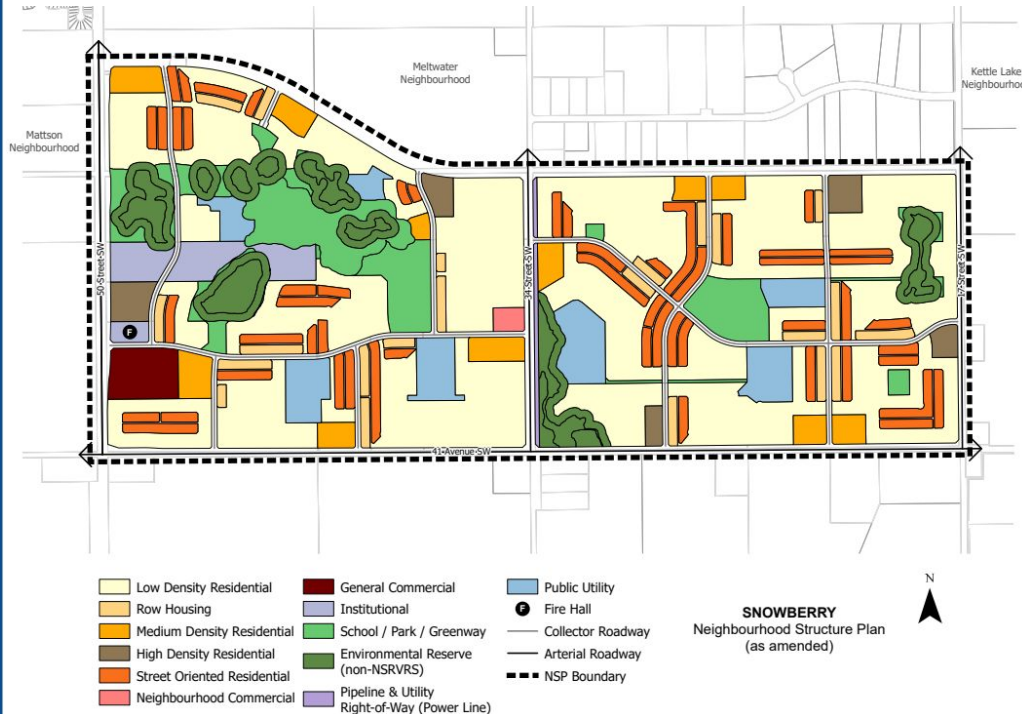 Meltwater
Neighbourhood
Kettle Lake
Neighbourhood
Mattson
Neighbourhood
50-Street-SW
34-Street-SW
17-Street-SW
F
41-Avenue-SW
Low Density Residential
Row Housing
Medium Density Residential
High Density Residential
Street Oriented Residential
Neighbourhood Commercial
General Commercial
Institutional
School / Park / Greenway
Environmental Reserve
(non-NSRVRS)
Pipeline & Utility
Right-of-Way (Power Line)
Public Utility
F Fire Hall
Collector Roadway
Arterial Roadway
NSP Boundary
SNOWBERRY
Neighbourhood Structure Plan
(as amended)
N